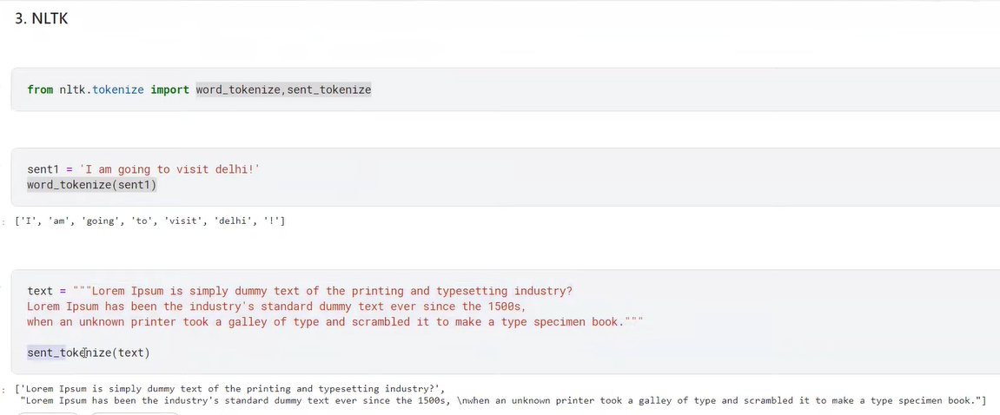 3. NLTK
from nltk.tokenize import word_tokenize,sent_tokenize
sent1 = 'I am going to visit delhi!'
word_tokenize(sent1)
: ['I', 'am', 'going', 'to', 'visit', 'delhi', '!']
text = """Lorem Ipsum is simply dummy text of the printing and typesetting industry?
Lorem Ipsum has been the industry's standard dummy text ever since the 1500s,
when an unknown printer took a galley of type and scrambled it to make a type specimen book."""
sent_tokenize(text)
: ['Lorem Ipsum is simply dummy text of the printing and typesetting industry?',
"Lorem Ipsum has been the industry's standard dummy text ever since the 1500s, \nwhen an unknown printer took a galley of type and scrambled it to make a type specimen book."]